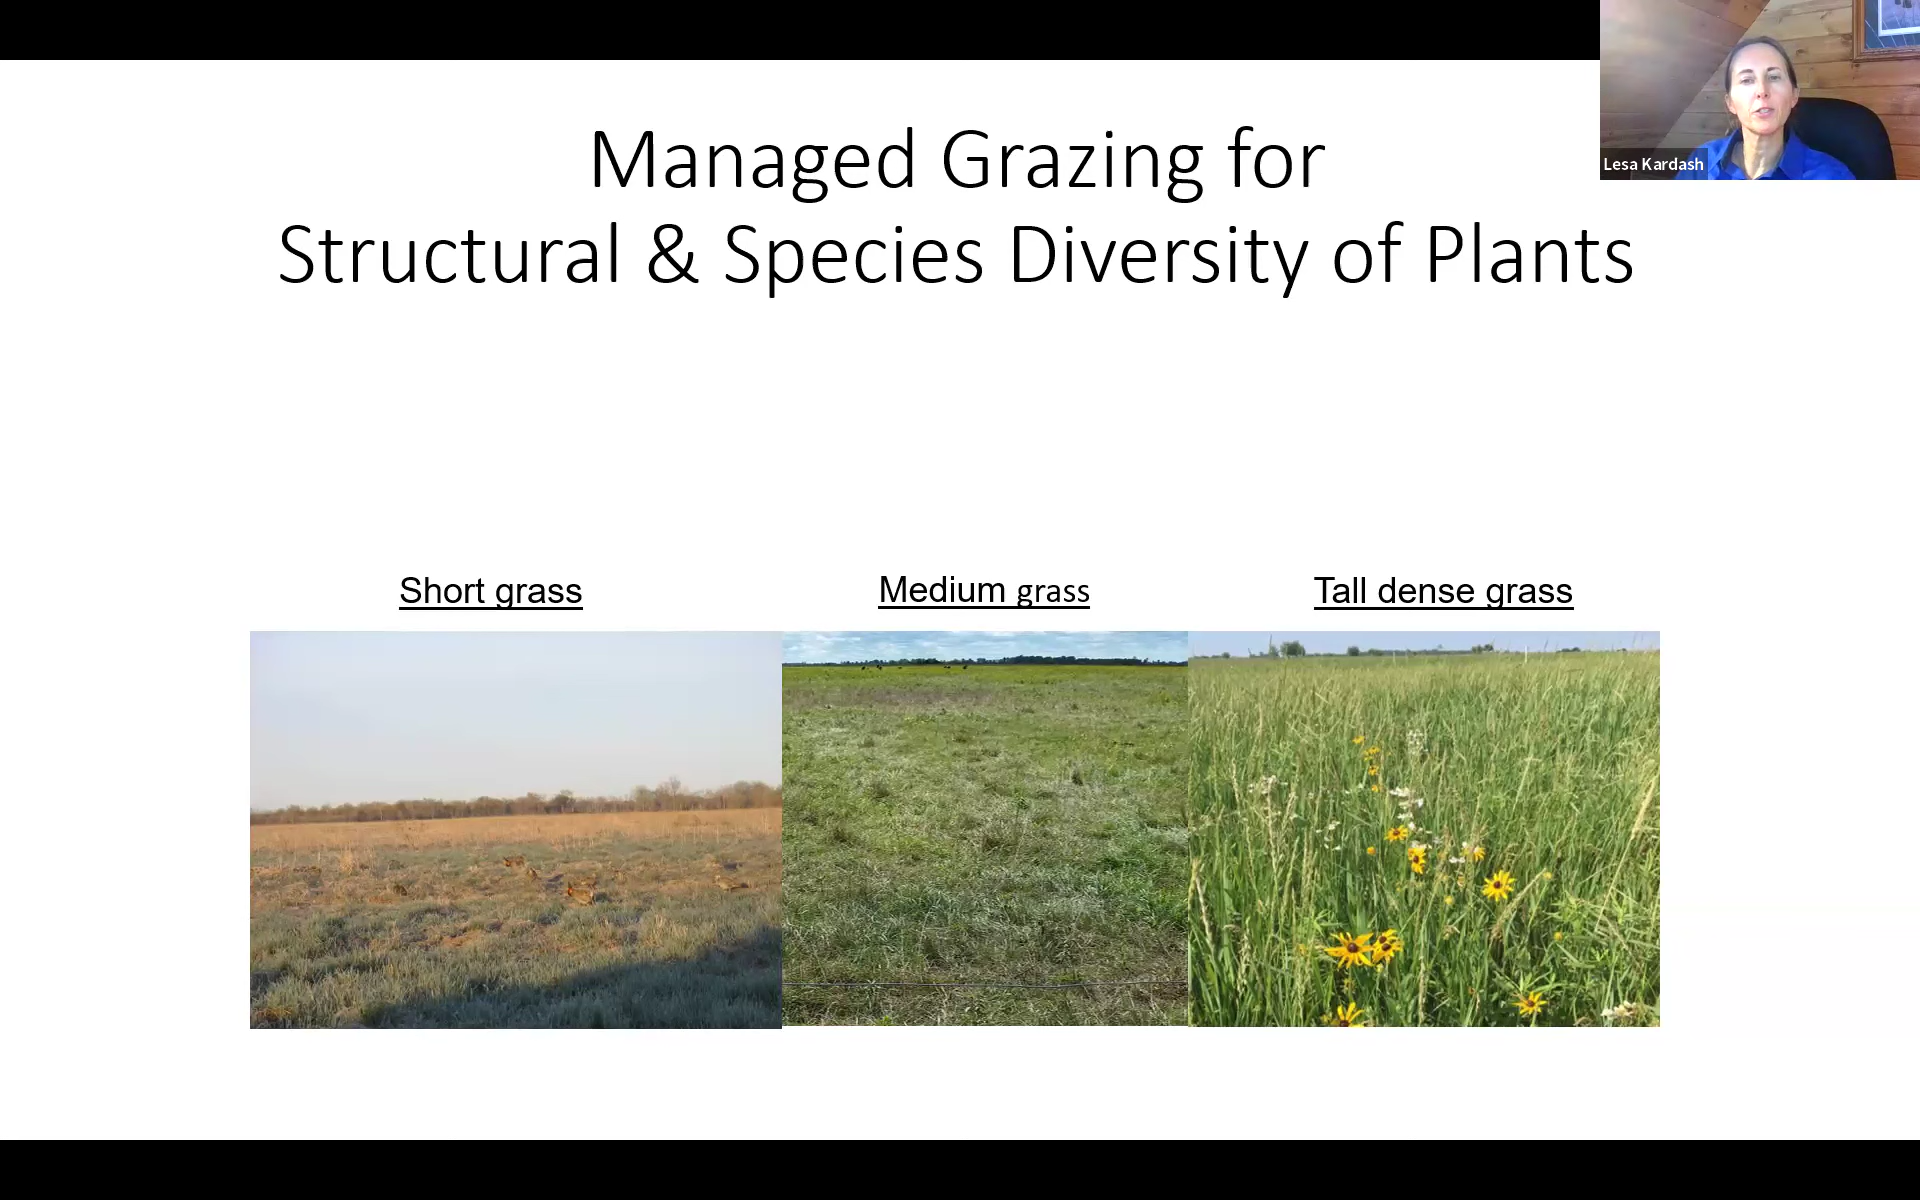 Managed Grazing for
Structural & Species Diversity of Plants
Lesa Kardash
Short grass
Medium grass
Tall dense grass